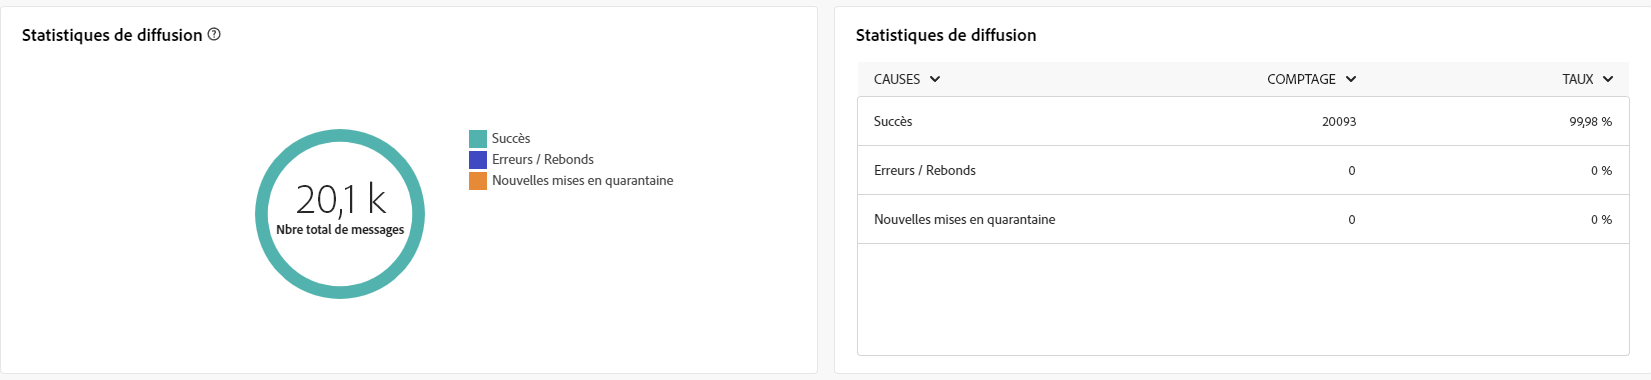 Statistiques de diffusion
20,1 k
Nbre total de messages
Succès
Erreurs / Rebonds
Nouvelles mises en quarantaine
Statistiques de diffusion
CAUSES COMPTAGE TAUX
Succès 20093 99,98 %
Erreurs / Rebonds 0 0 %
Nouvelles mises en quarantaine 0 0 %